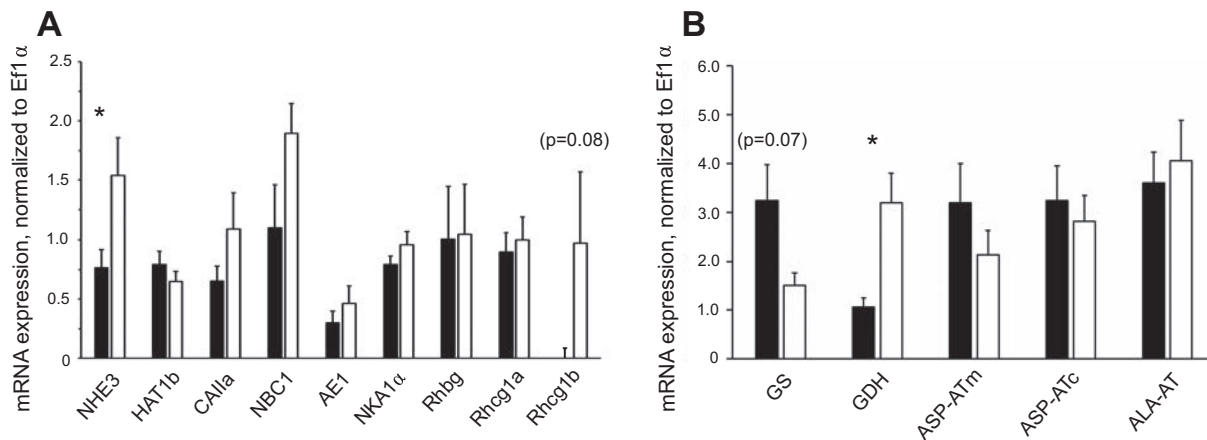 A
mRNA expression, normalized to Ef1α
2.5
2.0
1.5
1.0
0.5
0
*
(p=0.08)
NHE3
HAT1b
CAIIa
NBC1
AE1
NKA1α
Rhbg
Rhcg1a
Rhcg1b
B
mRNA expression, normalized to Ef1α
6.0
5.0
4.0
3.0
2.0
1.0
0
(p=0.07)
*
GS
GDH
ASP-ATm
ASP-ATc
ALA-AT